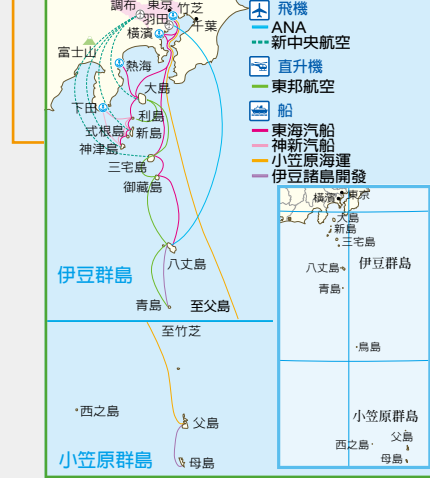 調布
東京
竹芝
羽田
千葉
橫濱
富士山
熱海
大島
下田
利島
式根島
新島
神津島
三宅島
御藏島
八丈島
伊豆群島
青島
至父島
至竹芝
西之島
父島
小笠原群島
母島
飛機
ANA
新中央航空
直升機
東邦航空
船
東海汽船
神新汽船
小笠原海運
伊豆諸島開發
橫濱
東京
大島
新島
三宅島
八丈島
伊豆群島
青島
鳥島
小笠原群島
父島
西之島
母島